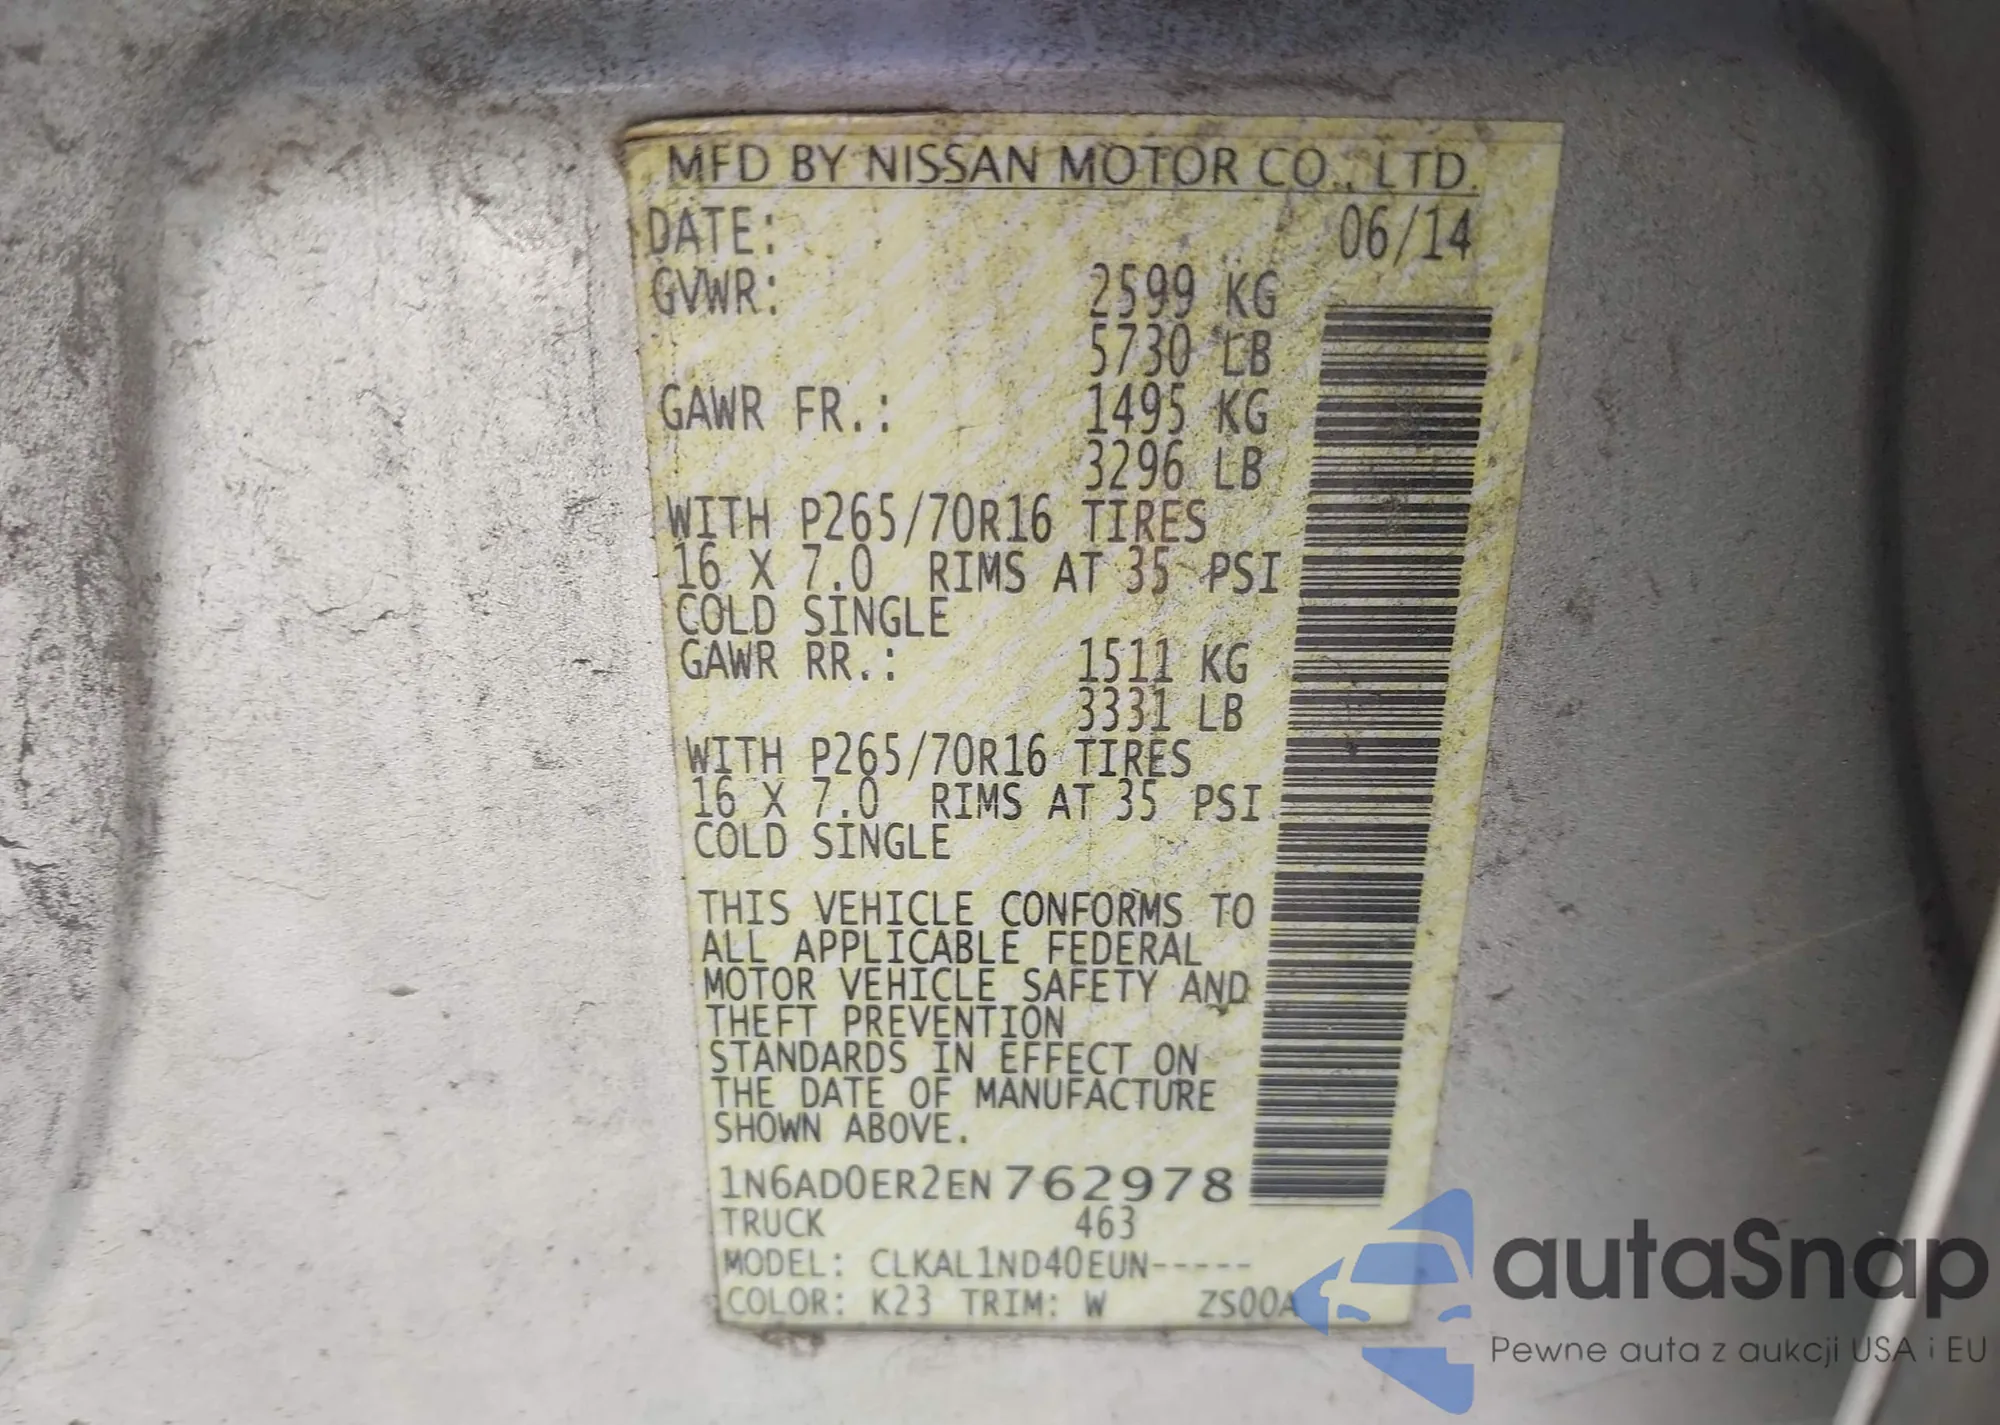 MFD BY NISSAN MOTOR CO., LTD.
DATE: 06/14
GVWR: 2599 KG
5730 LB
GAWR FR.: 1495 KG
3296 LB
WITH P265/70R16 TIRES
16 X 7.0 RIMS AT 35 PSI
COLD SINGLE
GAWR RR.: 1511 KG
3331 LB
WITH P265/70R16 TIRES
16 X 7.0 RIMS AT 35 PSI
COLD SINGLE
THIS VEHICLE CONFORMS TO
ALL APPLICABLE FEDERAL
MOTOR VEHICLE SAFETY AND
THEFT PREVENTION
STANDARDS IN EFFECT ON
THE DATE OF MANUFACTURE
SHOWN ABOVE.
1N6AD0ER2EN762978
TRUCK 463
MODEL: CLKAL1ND40EUN-----
COLOR: K23 TRIM: W ZS00A
autaSnap
Pewne auta z aukcji USA i EU